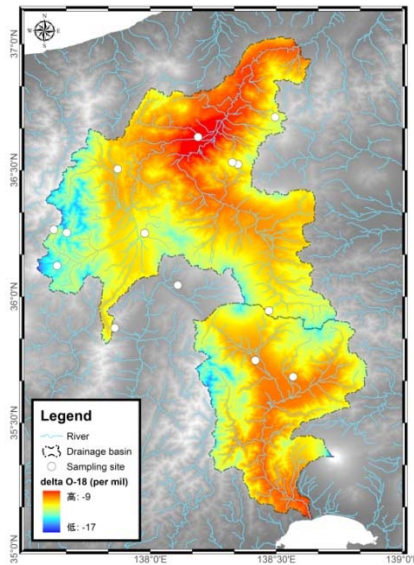 N
W
E
S
37°0'N
36°30'N
36°0'N
35°30'N
35°0'N
Legend
River
Drainage basin
Sampling site
delta O-18 (per mil)
高: -9
低: -17
138°0'E
138°30'E
139°0'E